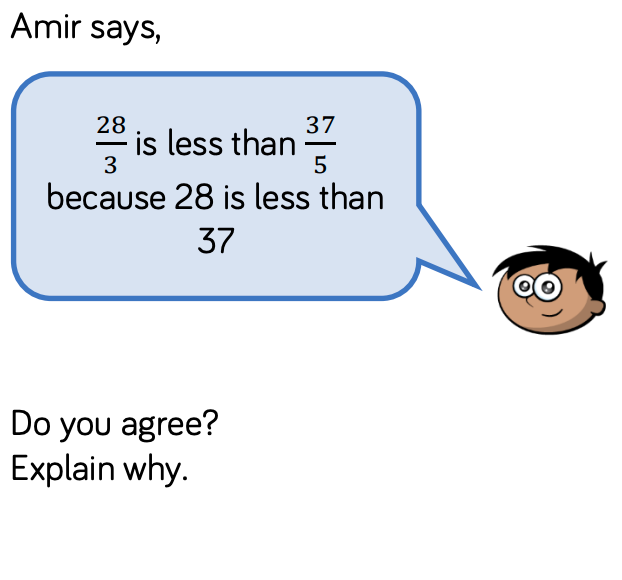 Amir says,
28/3 is less than 37/5
because 28 is less than
37
Do you agree?
Explain why.